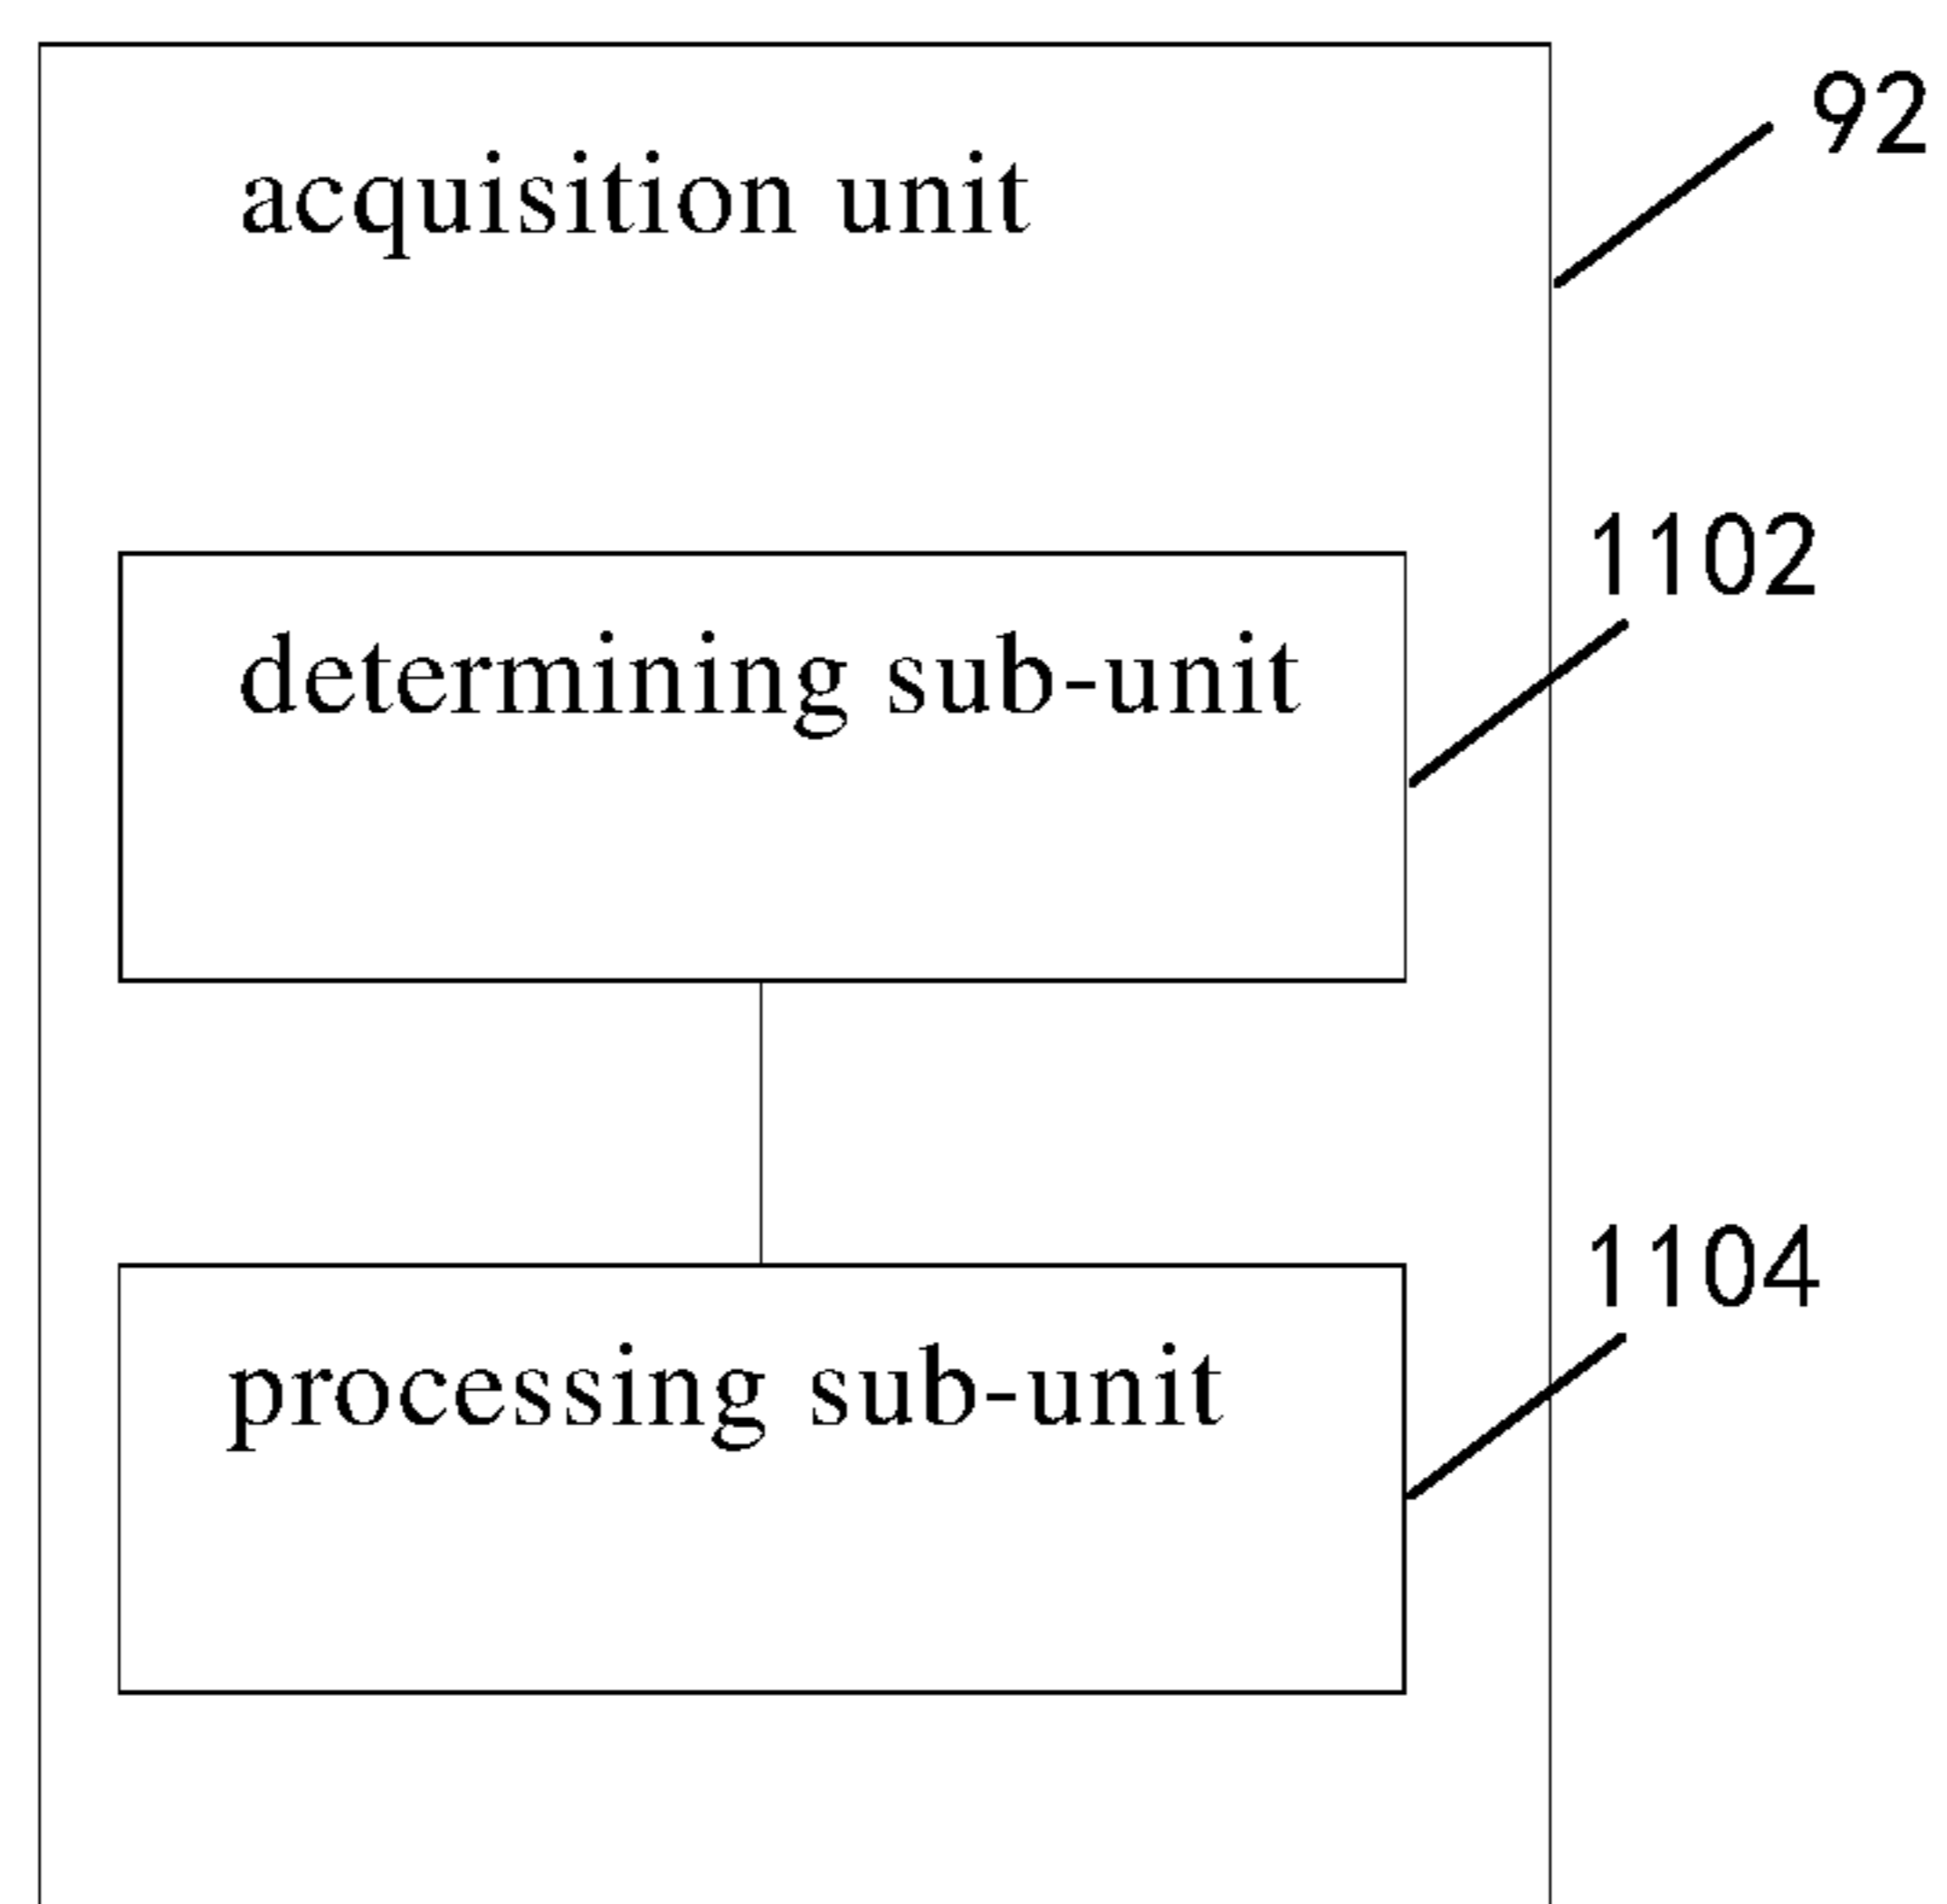 92
acquisition unit
1102
determining sub-unit
1104
processing sub-unit